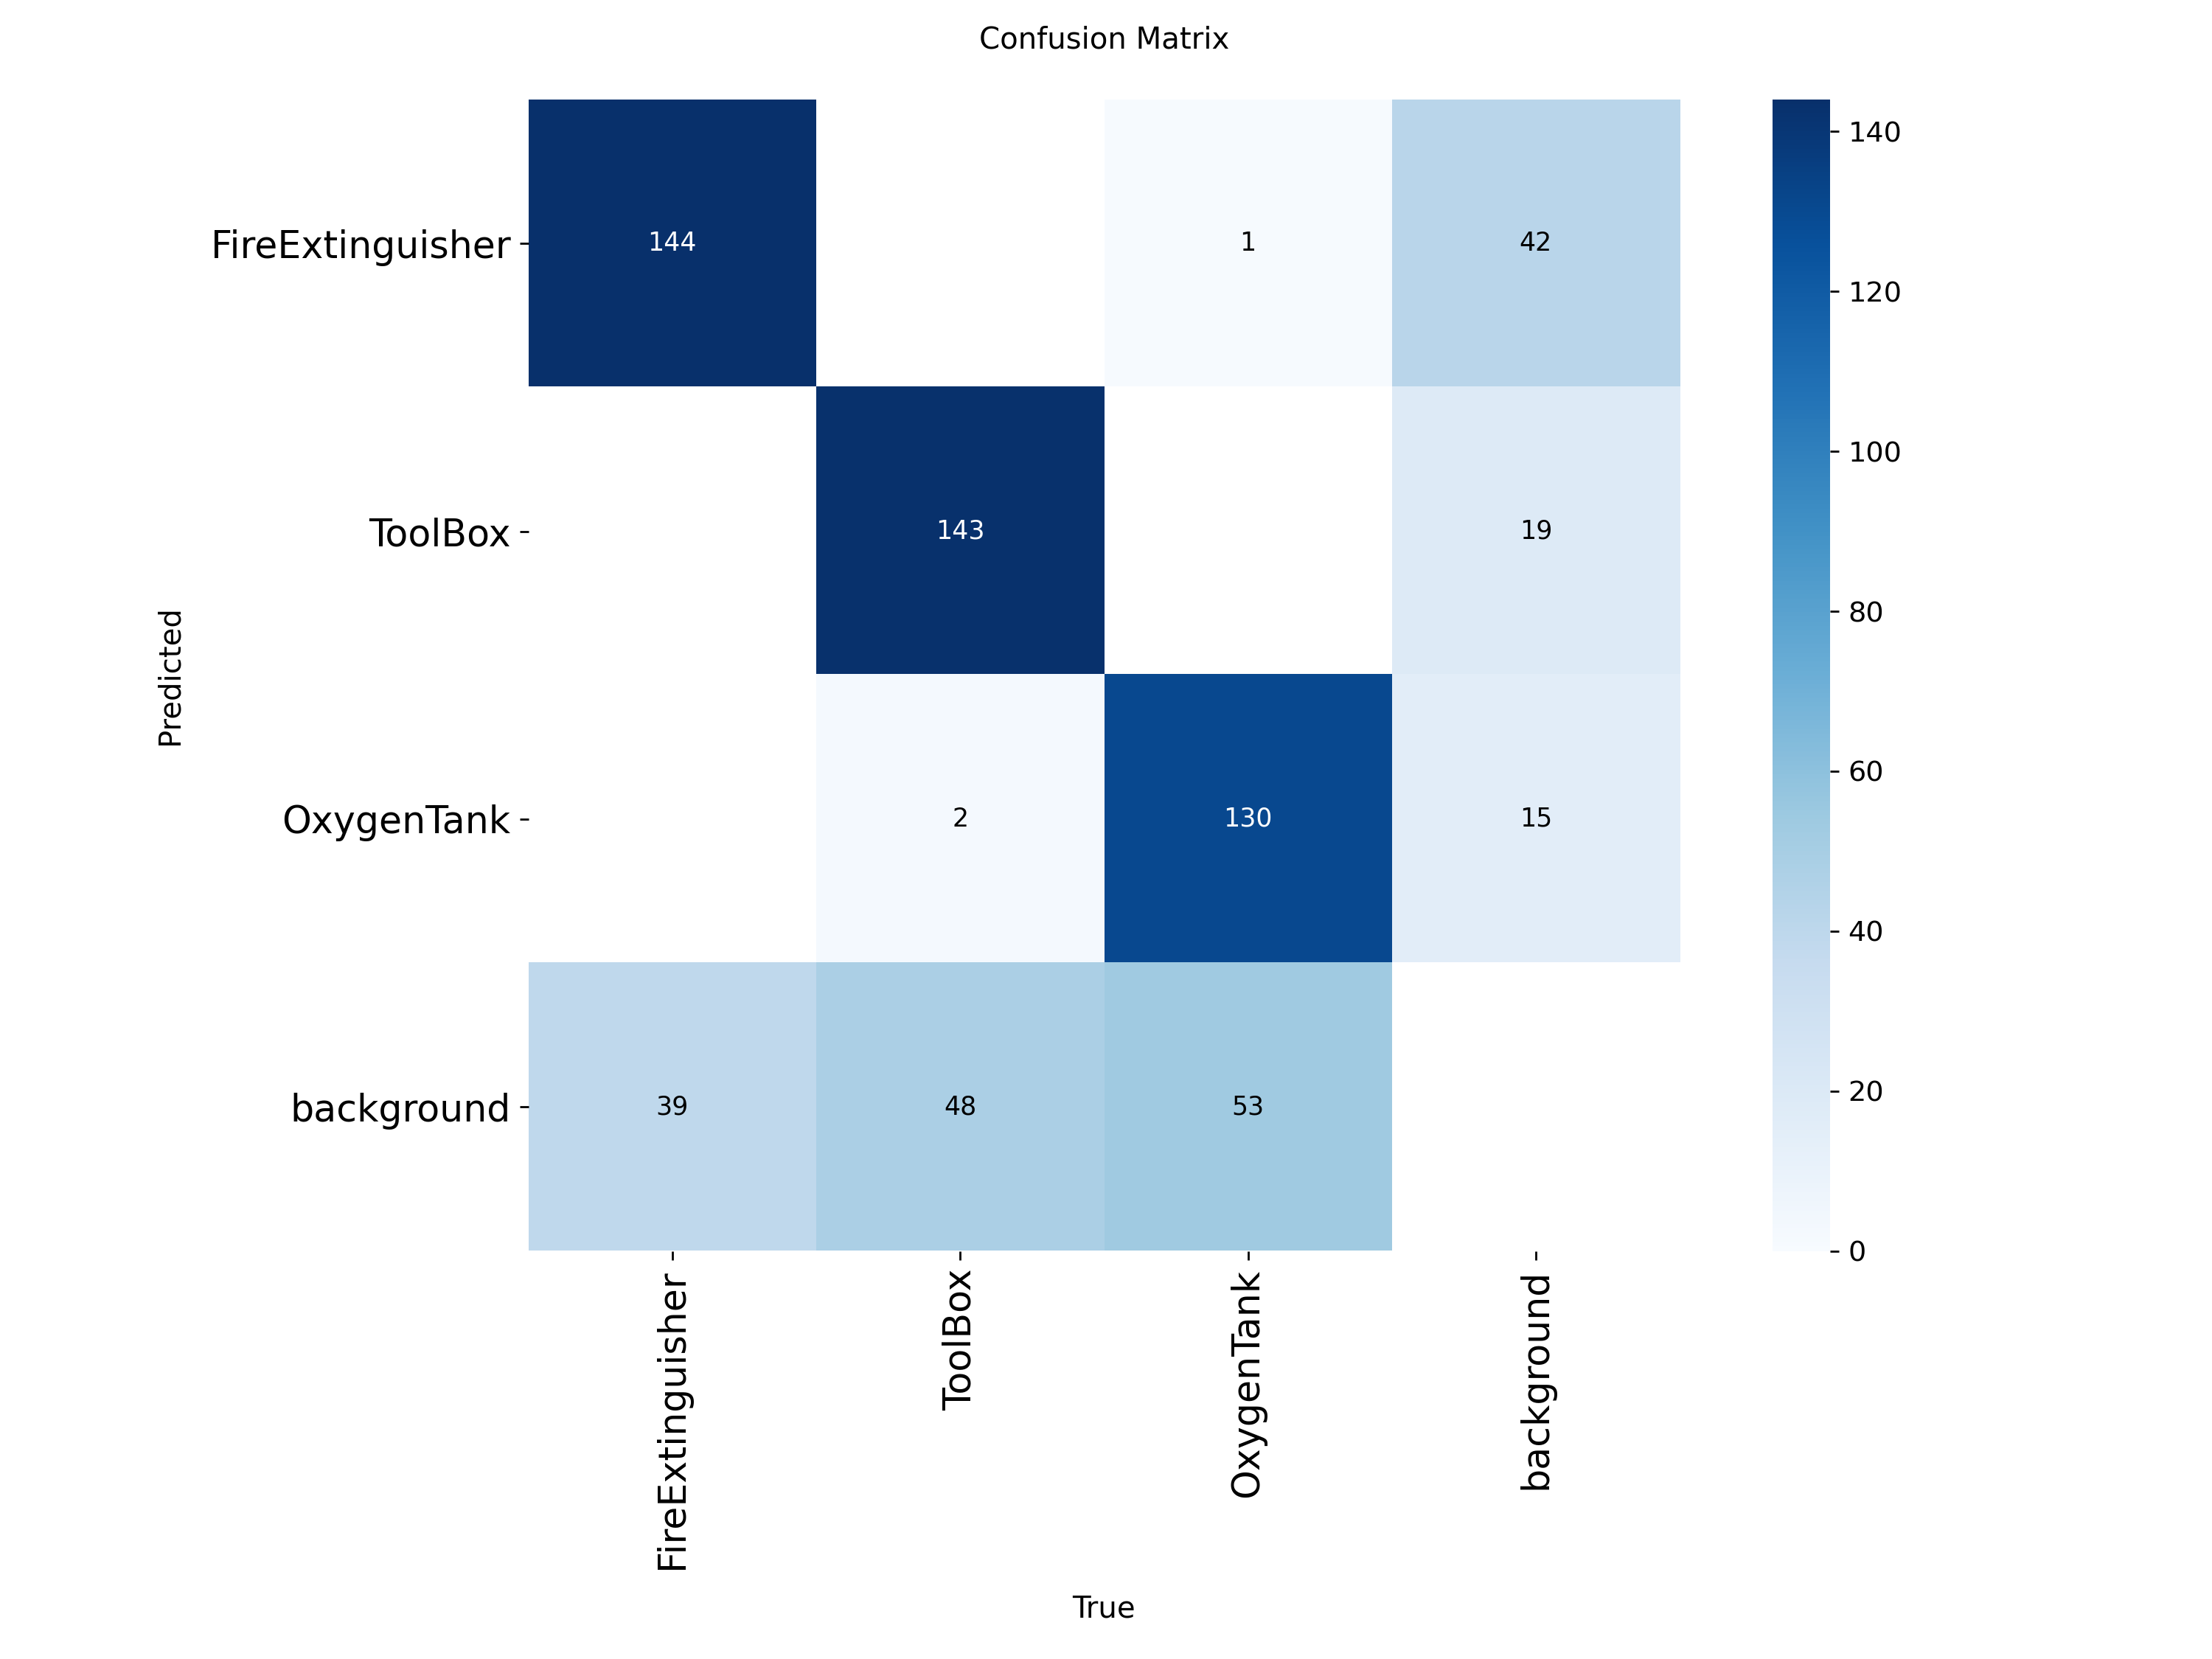 Confusion Matrix
FireExtinguisher
144
1
42
ToolBox
143
19
OxygenTank
2
130
15
background
39
48
53
Predicted
FireExtinguisher
ToolBox
OxygenTank
background
True
140
120
100
80
60
40
20
0